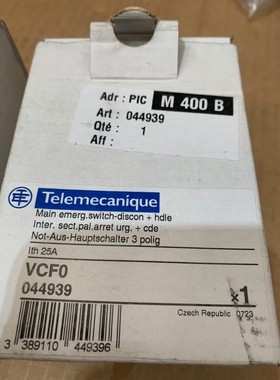 Adr : PIC M 400 B
Art : 044939
Qté : 1
Aff :
Telemecanique
Main emerg.switch-discon + hdle
Inter. sect.pal.arret urg. + cde
Not-Aus-Hauptschalter 3 polig
Ith 25A
VCF0
044939
x1
Czech Republic 0723
3 389110 449396